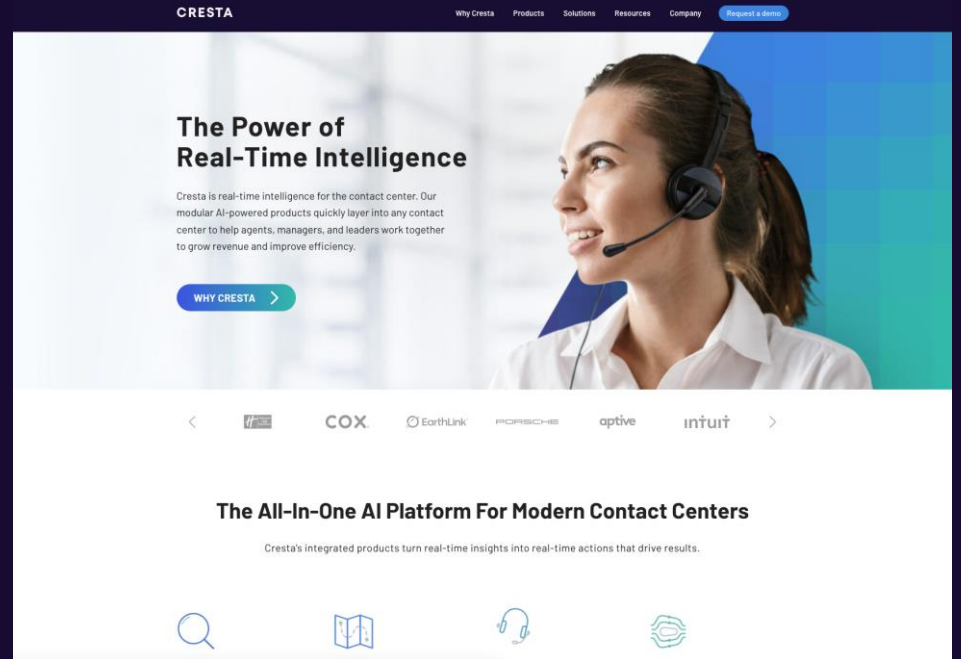 CRESTA
Why Cresta Products Solutions Resources Company Request a demo
The Power of
Real-Time Intelligence
Cresta is real-time intelligence for the contact center. Our
modular AI-powered products quickly layer into any contact
center to help agents, managers, and leaders work together
to grow revenue and improve efficiency.
WHY CRESTA
COX EarthLink PORSCHE aptive intuit
The All-In-One AI Platform For Modern Contact Centers
Cresta's integrated products turn real-time insights into real-time actions that drive results.